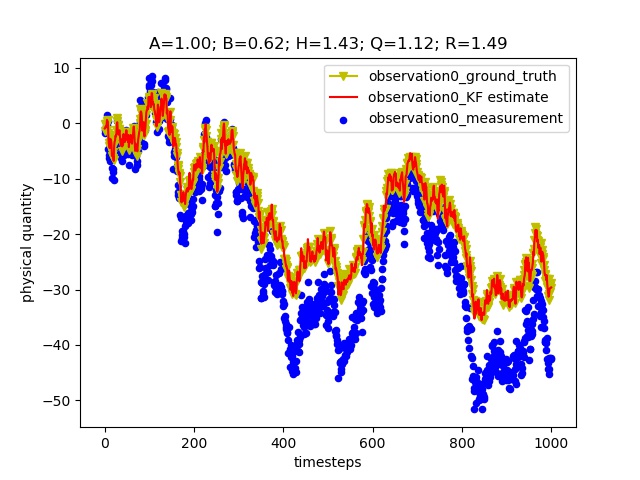 A=1.00; B=0.62; H=1.43; Q=1.12; R=1.49
observation0_ground_truth
observation0_KF estimate
observation0_measurement
10
0
−10
−20
−30
−40
−50
physical quantity
0 200 400 600 800 1000
timesteps